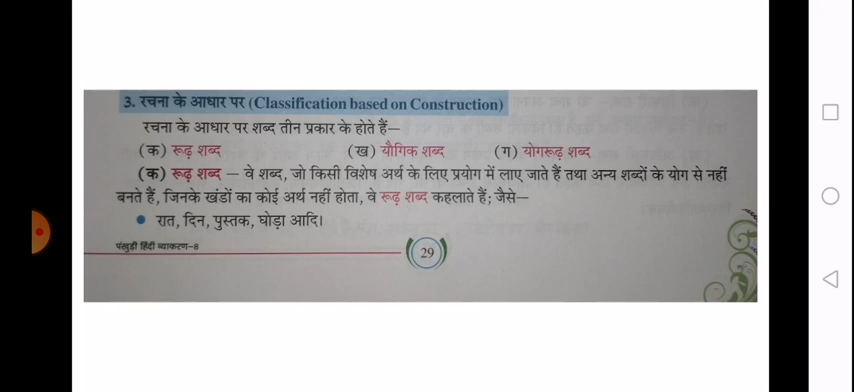 3. रचना के आधार पर (Classification based on Construction)
रचना के आधार पर शब्द तीन प्रकार के होते हैं—
(क) रूढ़ शब्द (ख) यौगिक शब्द (ग) योगरूढ़ शब्द
(क) रूढ़ शब्द — वे शब्द, जो किसी विशेष अर्थ के लिए प्रयोग में लाए जाते हैं तथा अन्य शब्दों के योग से नहीं
बनते हैं, जिनके खंडों का कोई अर्थ नहीं होता, वे रूढ़ शब्द कहलाते हैं; जैसे—
● रात, दिन, पुस्तक, घोड़ा आदि।
पंखुड़ी हिंदी व्याकरण-8
29